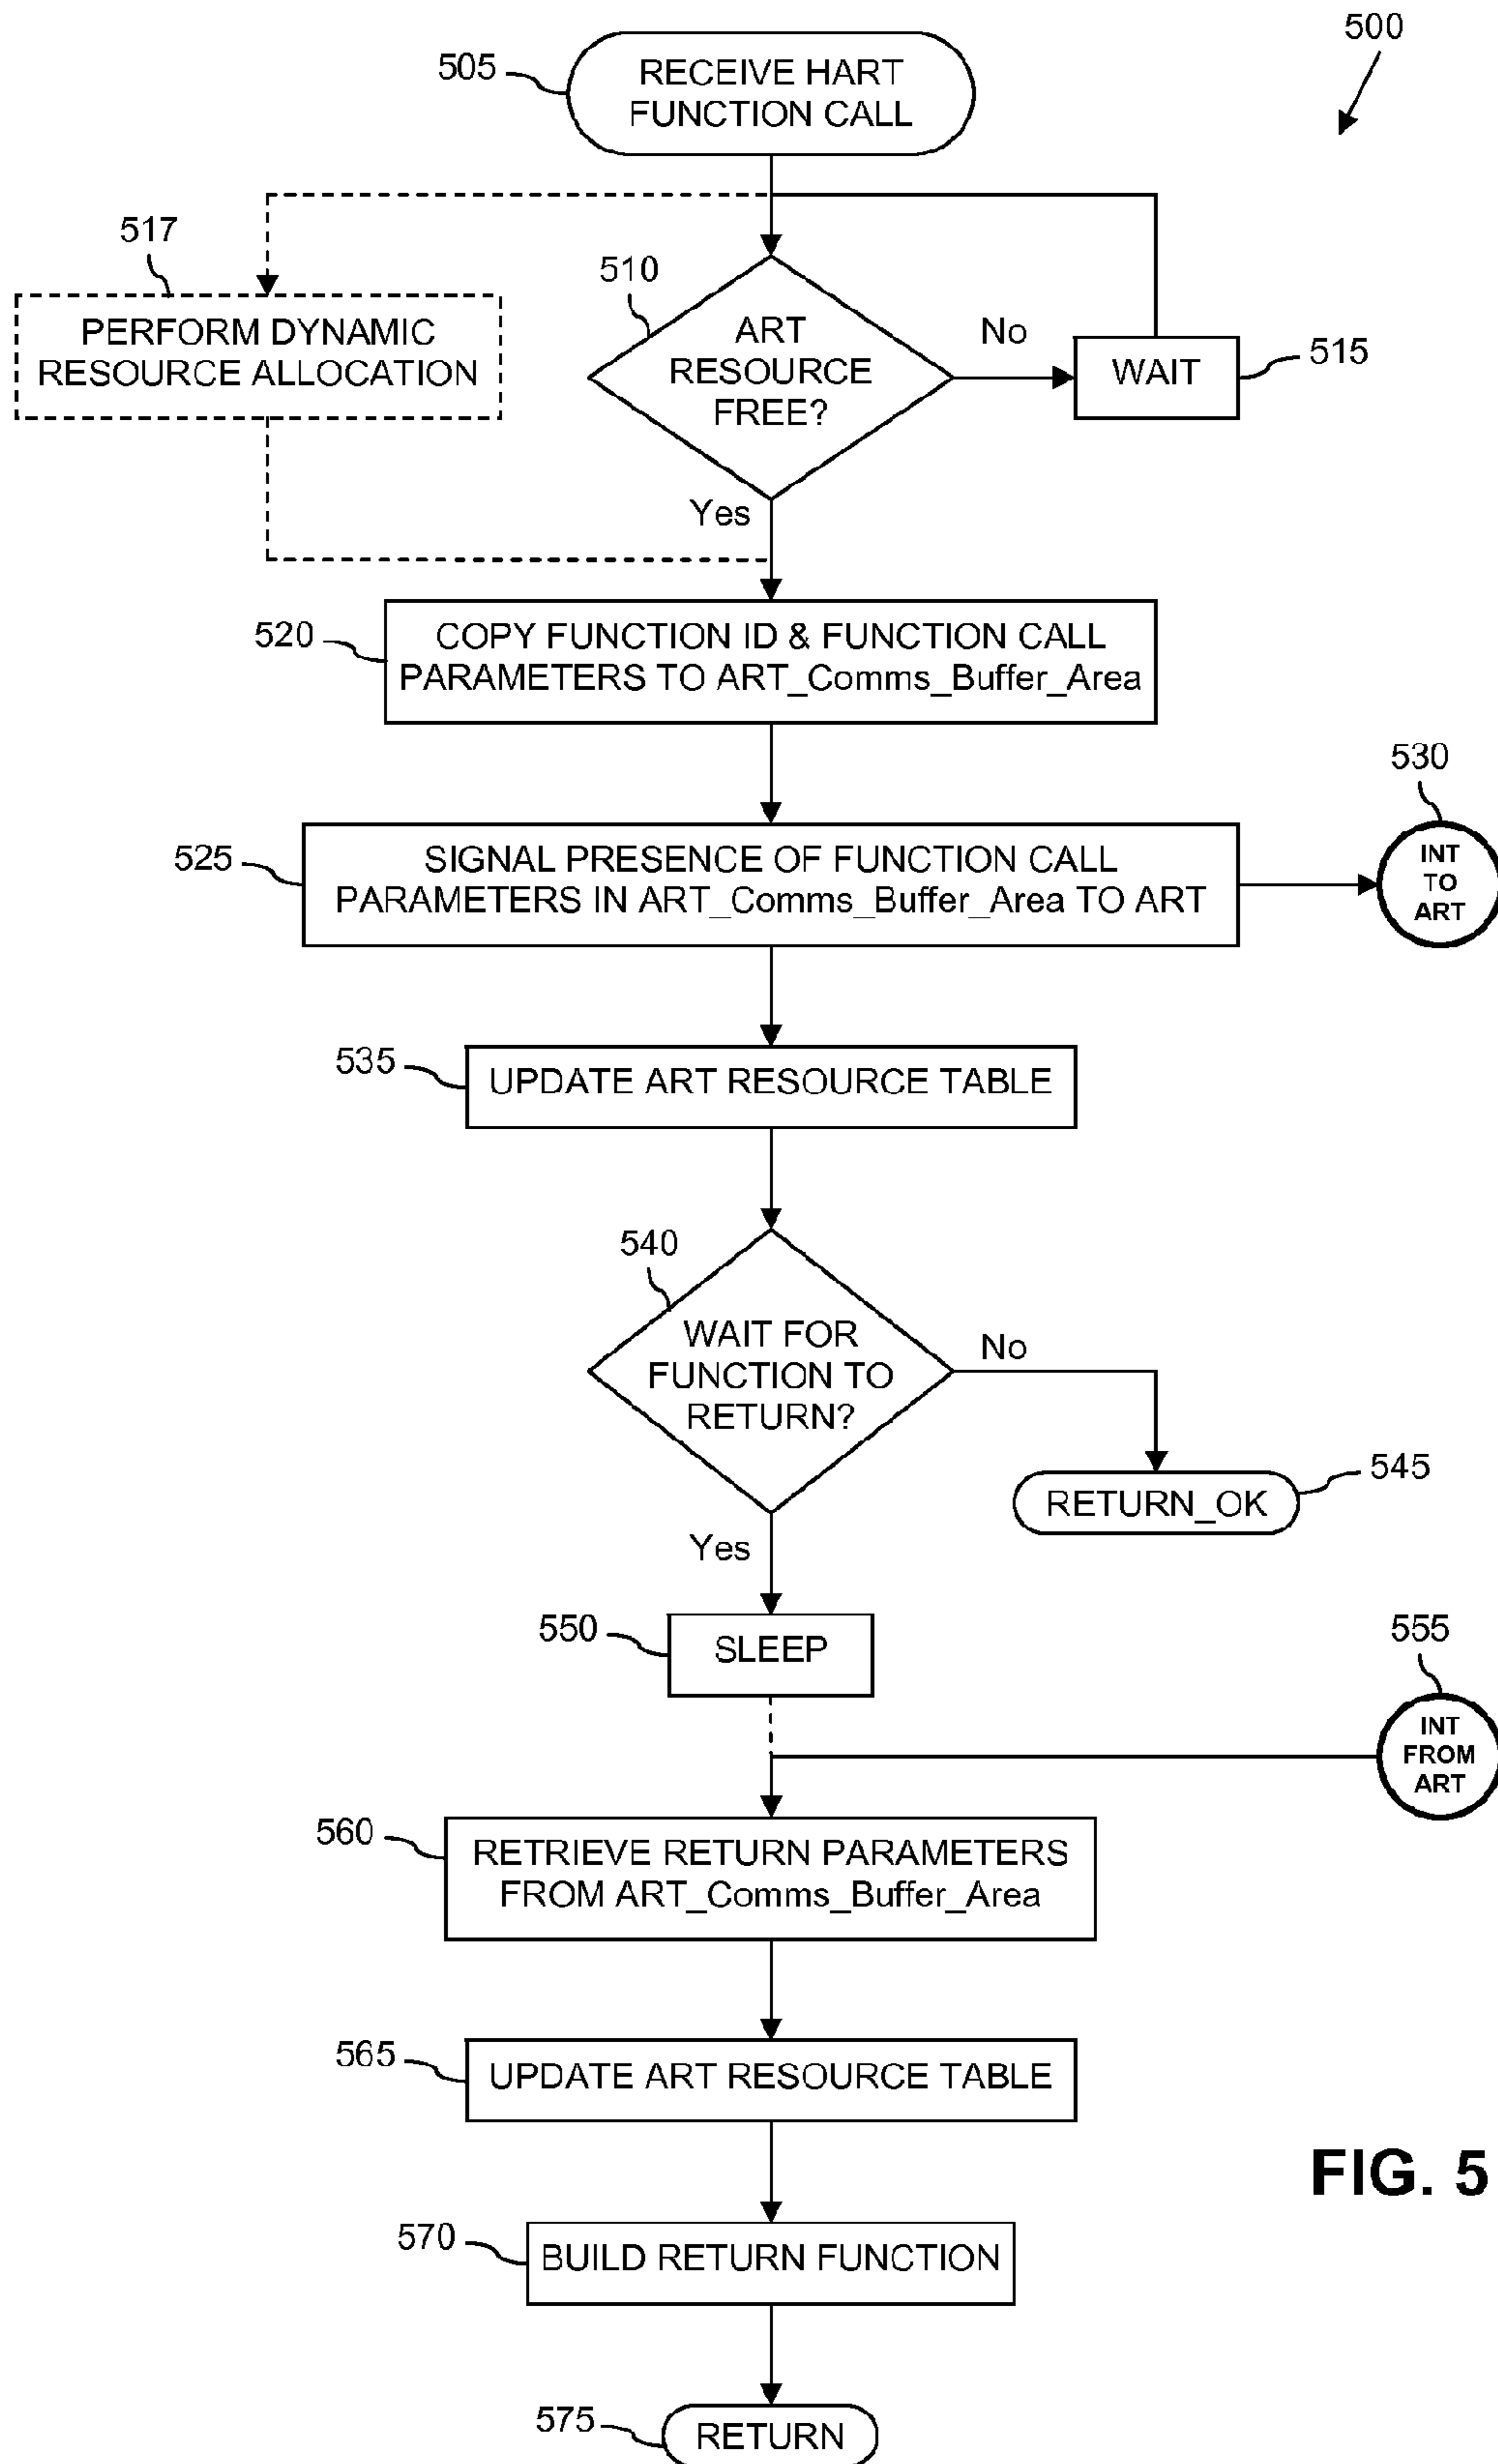 500
505
RECEIVE HART
FUNCTION CALL
517
510
PERFORM DYNAMIC
RESOURCE ALLOCATION
ART
RESOURCE
FREE?
No
WAIT
515
Yes
520
COPY FUNCTION ID & FUNCTION CALL
PARAMETERS TO ART_Comms_Buffer_Area
530
525
SIGNAL PRESENCE OF FUNCTION CALL
PARAMETERS IN ART_Comms_Buffer_Area TO ART
INT
TO
ART
535
UPDATE ART RESOURCE TABLE
540
WAIT FOR
FUNCTION TO
RETURN?
No
545
RETURN_OK
Yes
550
SLEEP
555
INT
FROM
ART
560
RETRIEVE RETURN PARAMETERS
FROM ART_Comms_Buffer_Area
565
UPDATE ART RESOURCE TABLE
FIG. 5
570
BUILD RETURN FUNCTION
575
RETURN